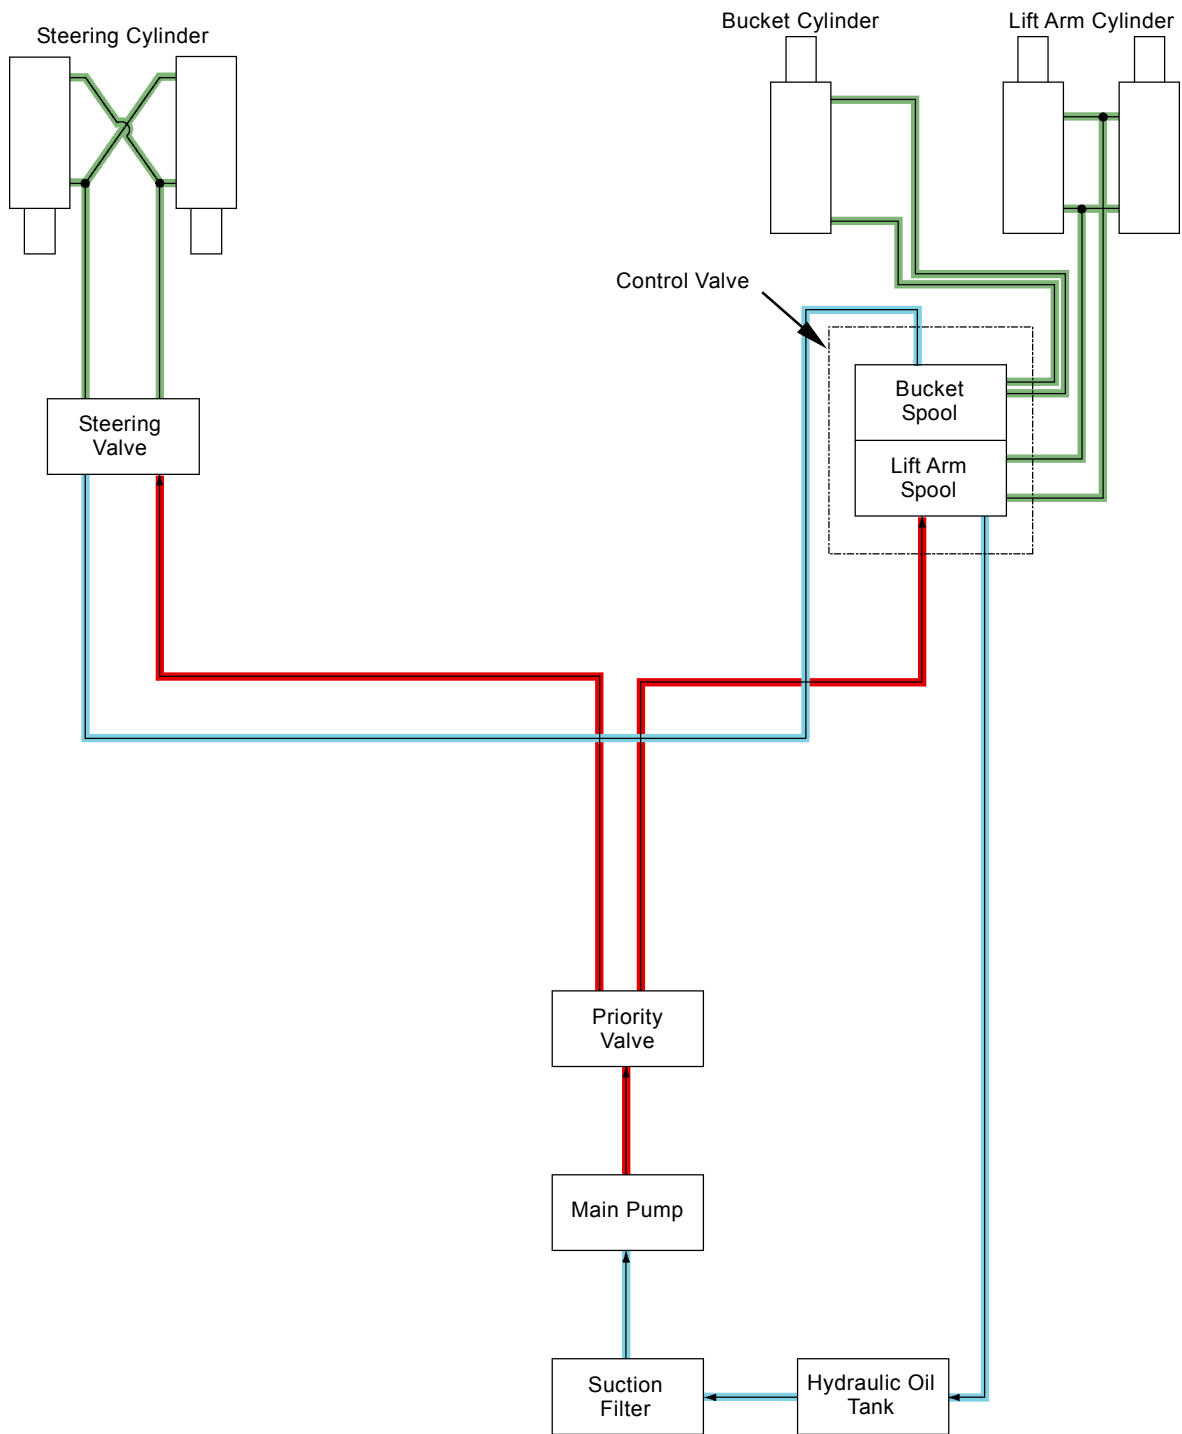 Steering Cylinder
Bucket Cylinder
Lift Arm Cylinder
Control Valve
Bucket
Spool
Steering
Valve
Lift Arm
Spool
Priority
Valve
Main Pump
Suction
Filter
Hydraulic Oil
Tank